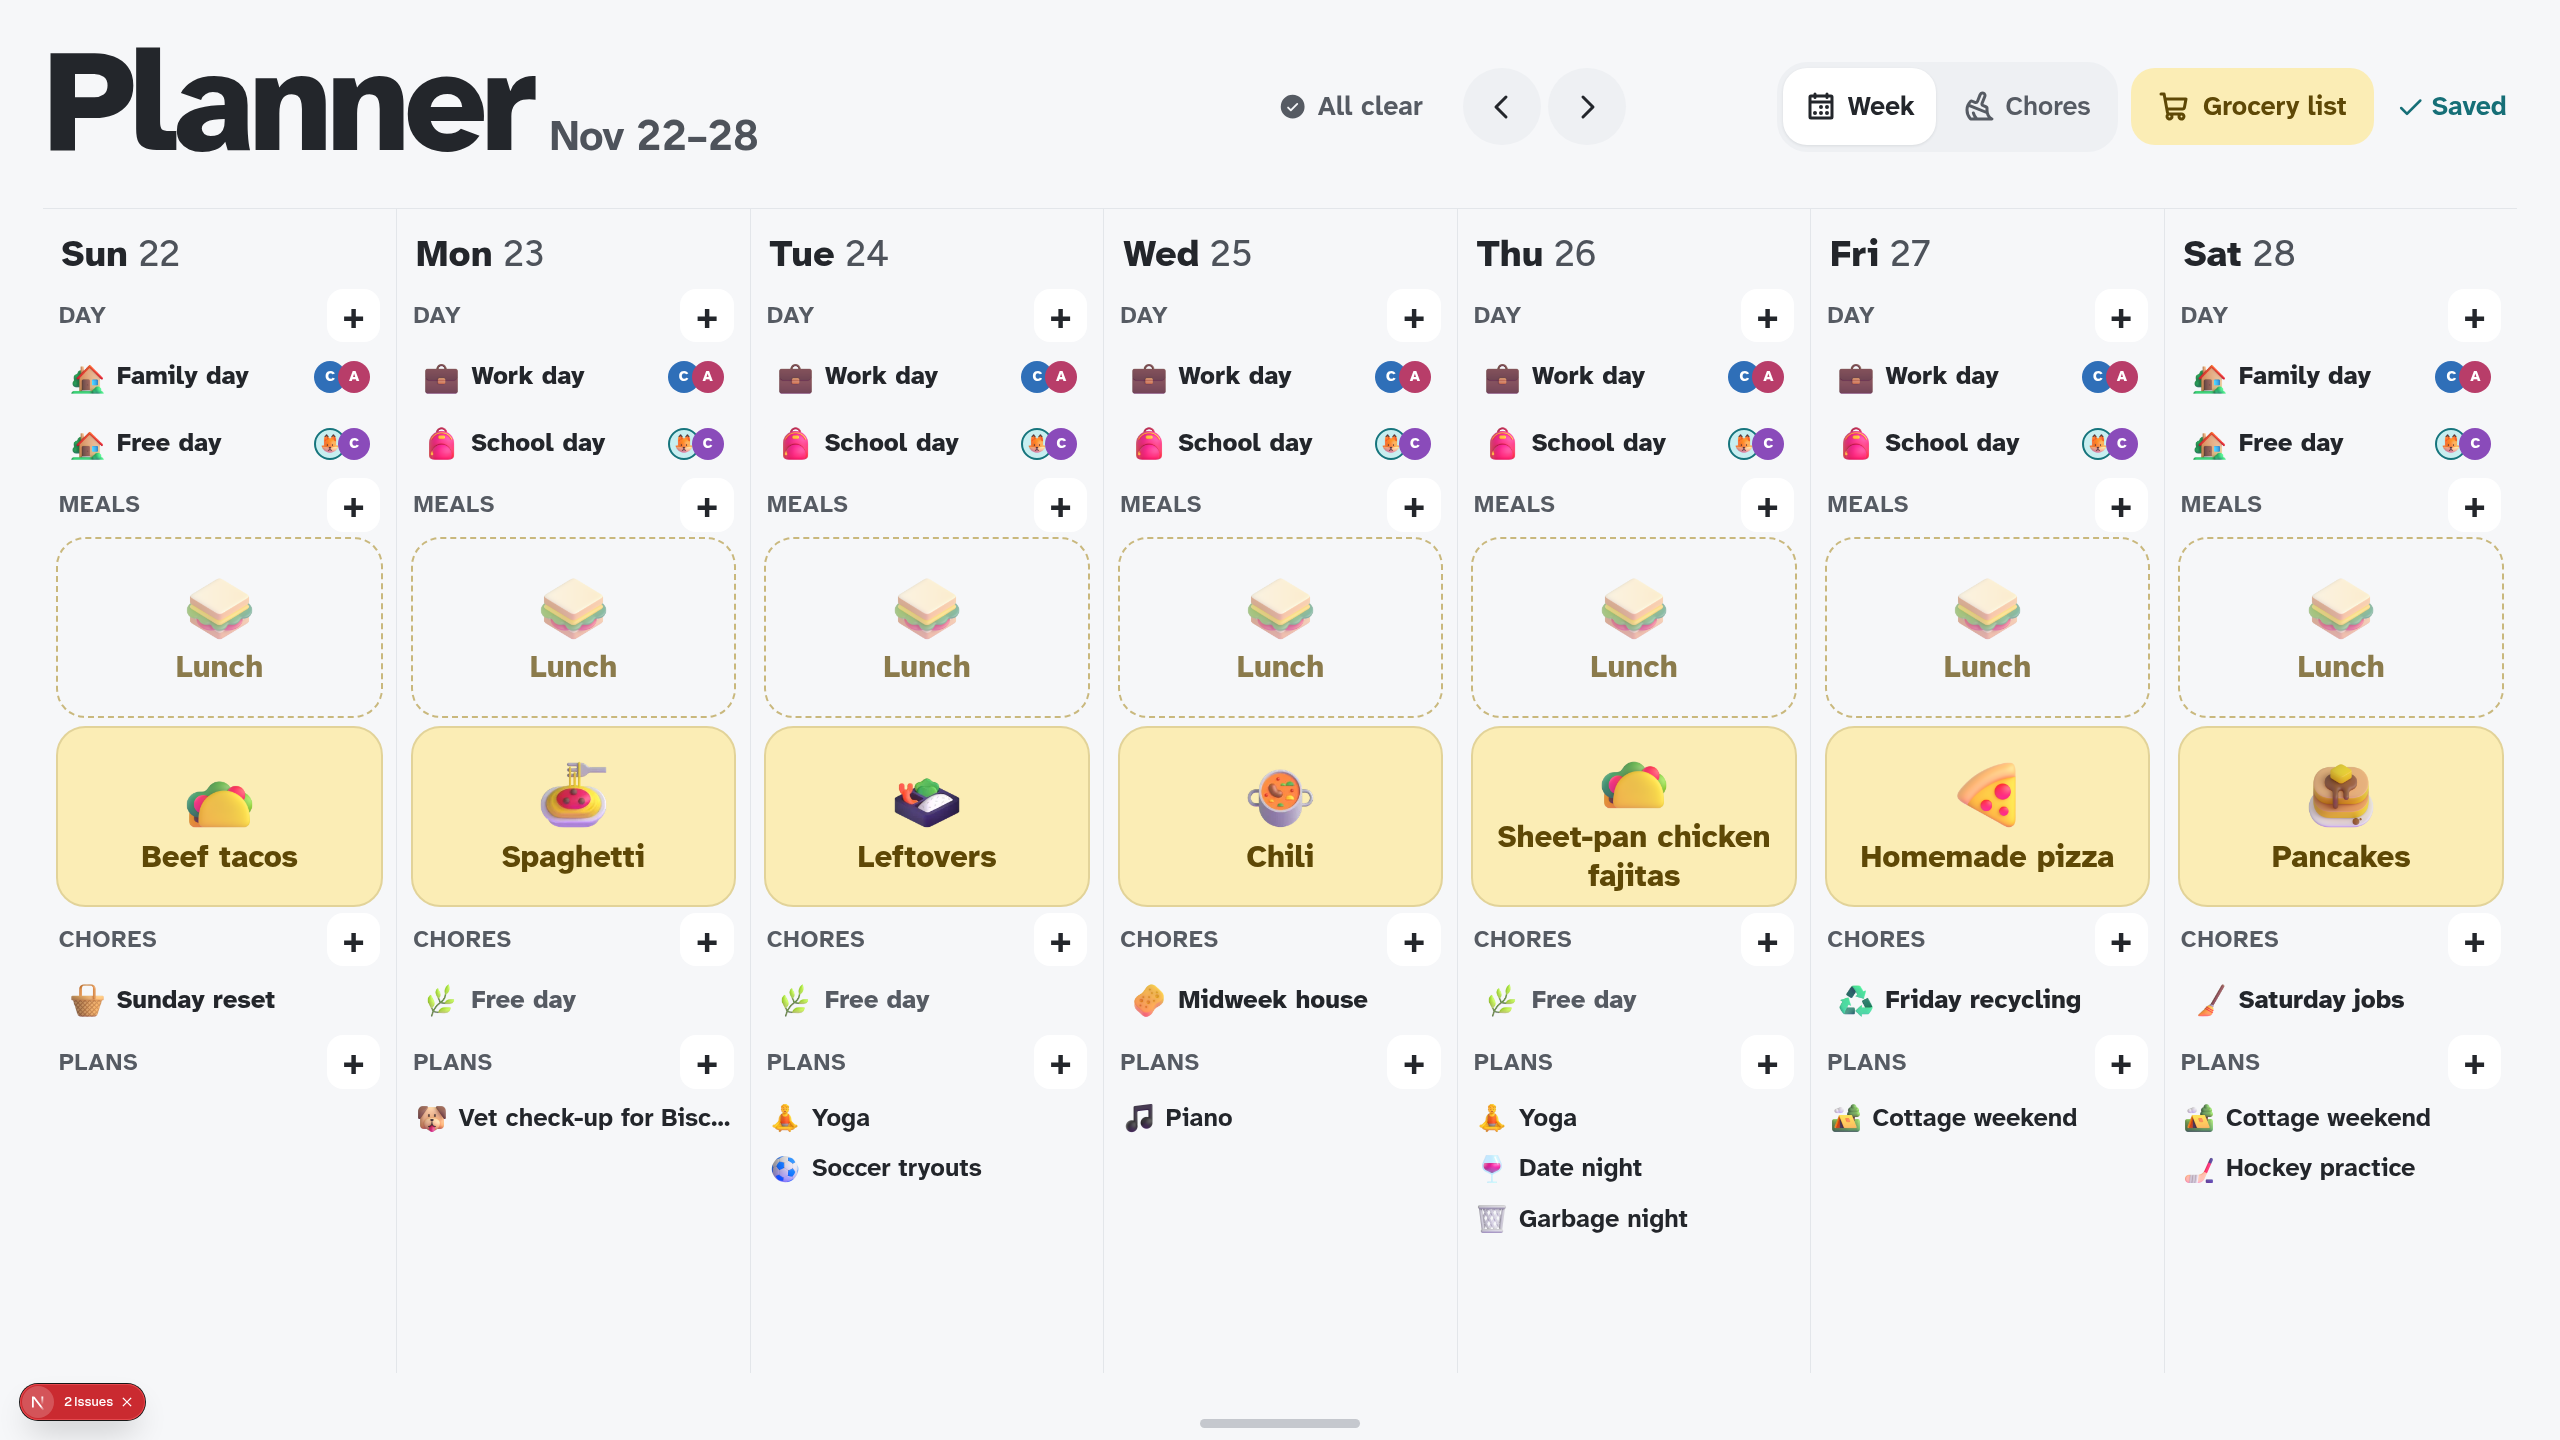 Planner Nov 22–28
All clear
Week
Chores
Grocery list
Saved
Sun 22
DAY
Family day
C A
Free day
C
MEALS
Lunch
Beef tacos
CHORES
Sunday reset
PLANS
Mon 23
DAY
Work day
C A
School day
C
MEALS
Lunch
Spaghetti
CHORES
Free day
PLANS
Vet check-up for Bisc...
Tue 24
DAY
Work day
C A
School day
C
MEALS
Lunch
Leftovers
CHORES
Free day
PLANS
Yoga
Soccer tryouts
Wed 25
DAY
Work day
C A
School day
C
MEALS
Lunch
Chili
CHORES
Midweek house
PLANS
Piano
Thu 26
DAY
Work day
C A
School day
C
MEALS
Lunch
Sheet-pan chicken
fajitas
CHORES
Free day
PLANS
Yoga
Date night
Garbage night
Fri 27
DAY
Work day
C A
School day
C
MEALS
Lunch
Homemade pizza
CHORES
Friday recycling
PLANS
Cottage weekend
Sat 28
DAY
Family day
C A
Free day
C
MEALS
Lunch
Pancakes
CHORES
Saturday jobs
PLANS
Cottage weekend
Hockey practice
N 2 Issues